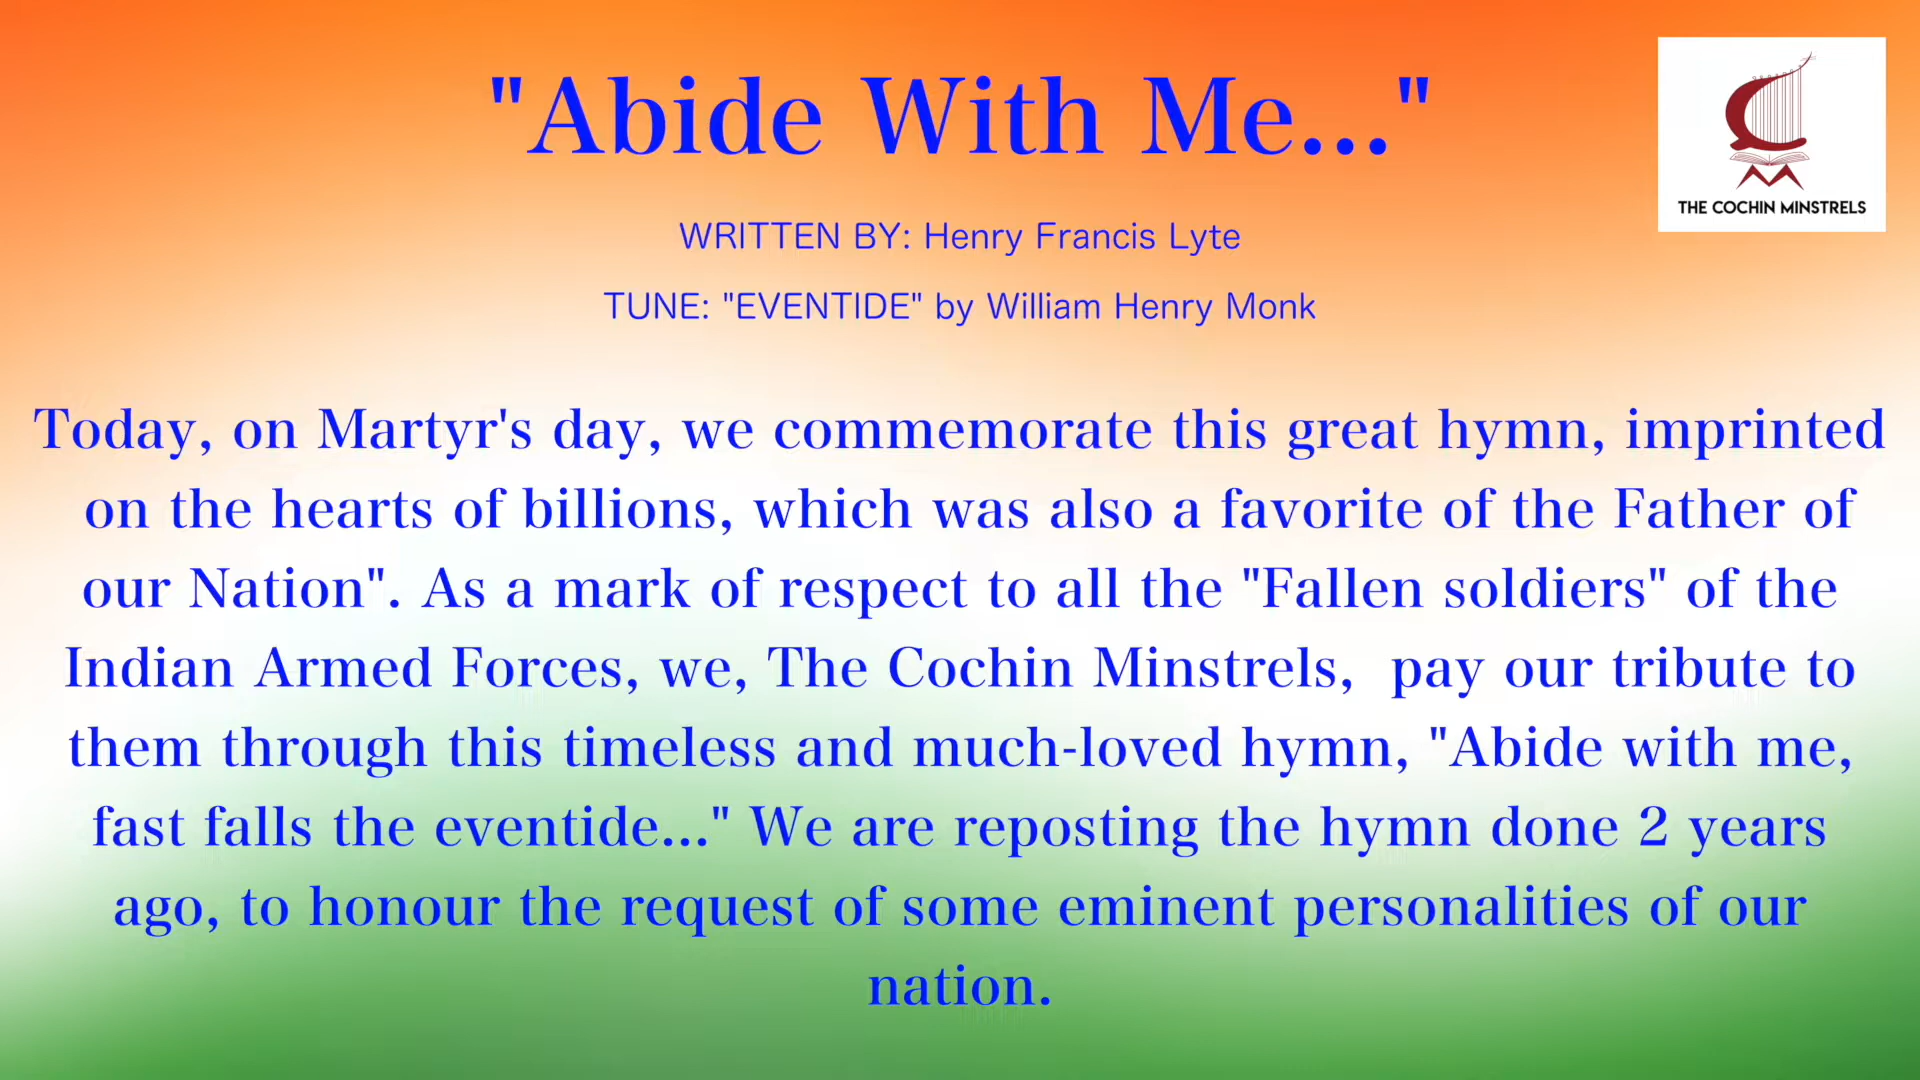 "Abide With Me..."
THE COCHIN MINSTRELS
WRITTEN BY: Henry Francis Lyte
TUNE: "EVENTIDE" by William Henry Monk
Today, on Martyr's day, we commemorate this great hymn, imprinted
on the hearts of billions, which was also a favorite of the Father of
our Nation". As a mark of respect to all the "Fallen soldiers" of the
Indian Armed Forces, we, The Cochin Minstrels,  pay our tribute to
them through this timeless and much-loved hymn, "Abide with me,
fast falls the eventide..." We are reposting the hymn done 2 years
ago, to honour the request of some eminent personalities of our
nation.